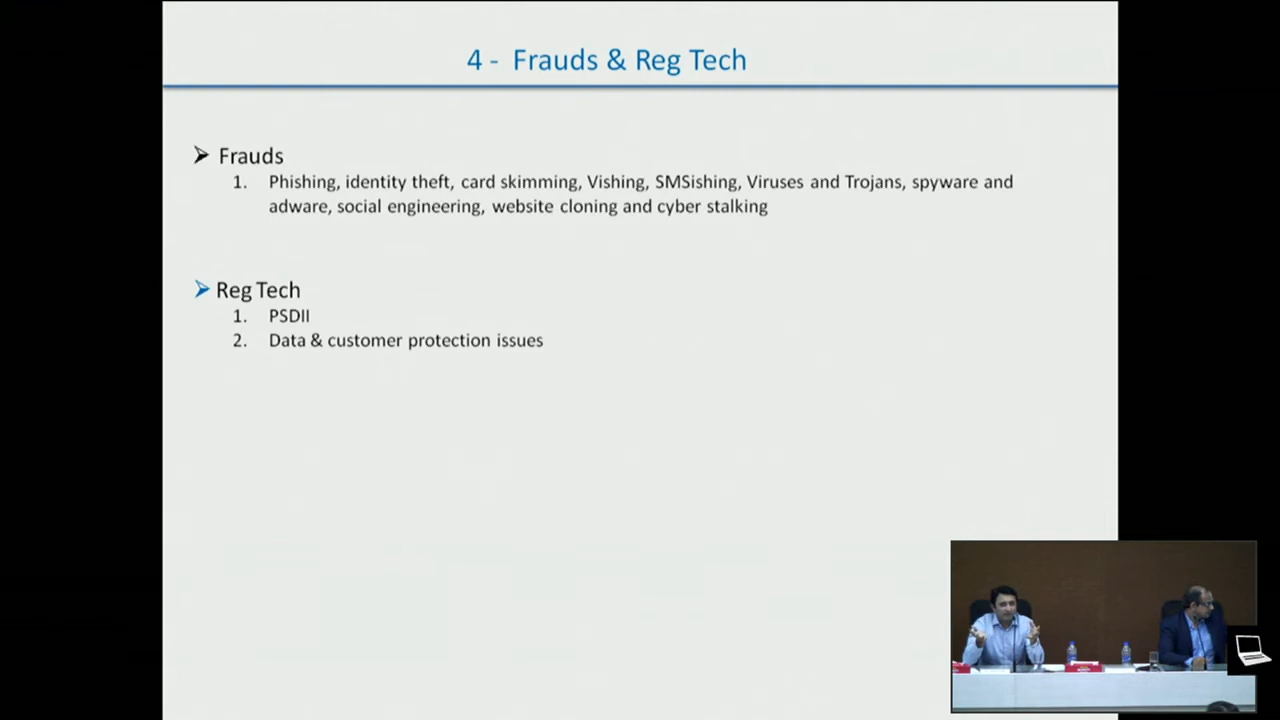 4 - Frauds & Reg Tech
➢ Frauds
1. Phishing, identity theft, card skimming, Vishing, SMSishing, Viruses and Trojans, spyware and
adware, social engineering, website cloning and cyber stalking
➢ Reg Tech
1. PSDII
2. Data & customer protection issues